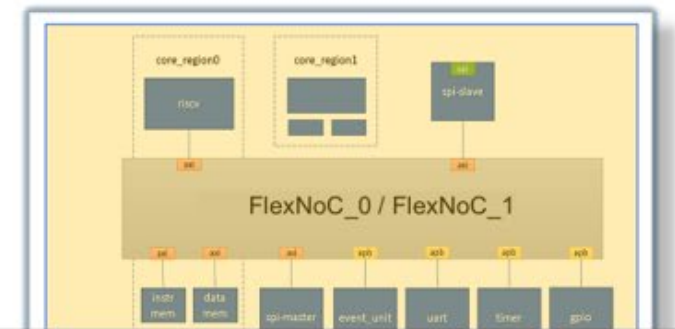 core_region0
core_region1
riscv
spi
spi-slave
axi
axi
FlexNoC_0 / FlexNoC_1
axi
axi
axi
apb
apb
apb
apb
instr
mem
data
mem
spi-master
event_unit
uart
timer
gpio